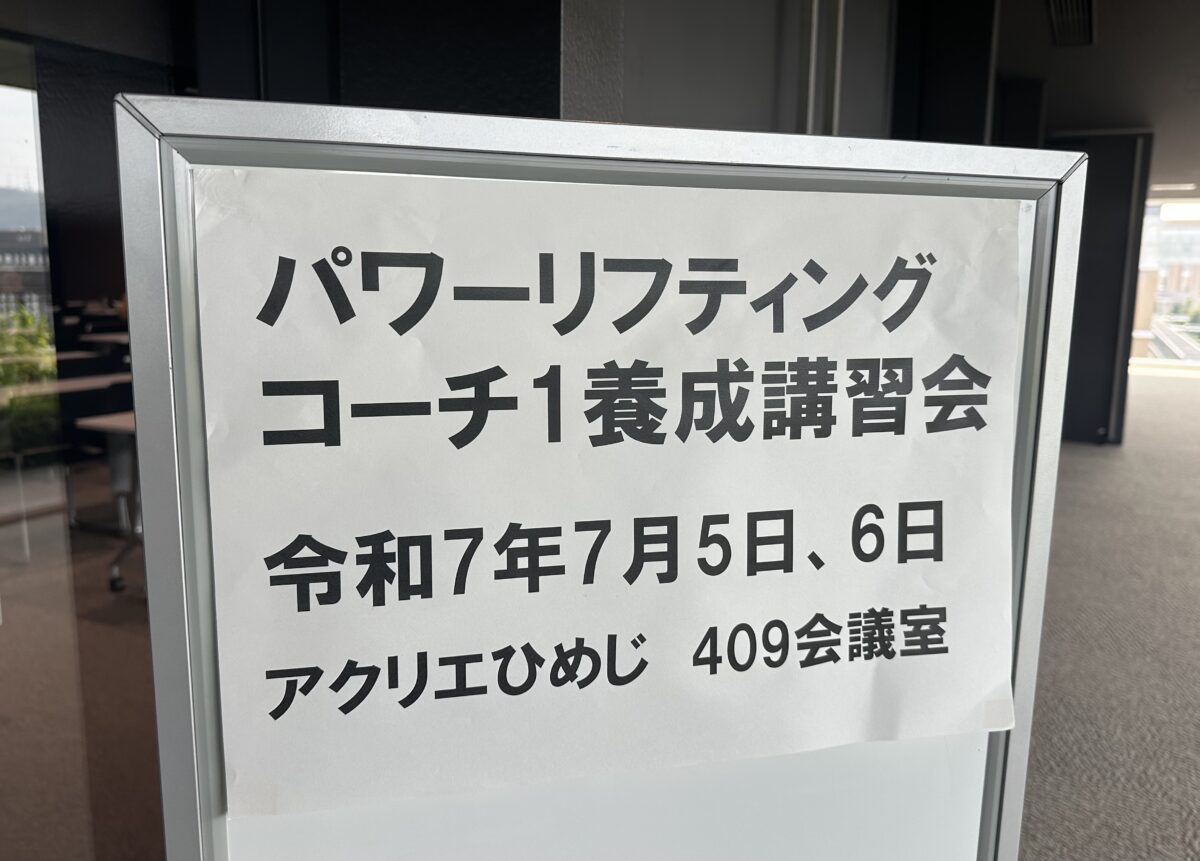 パワーリフティング
コーチ1養成講習会
令和7年7月5日、6日
アクリエひめじ　409会議室